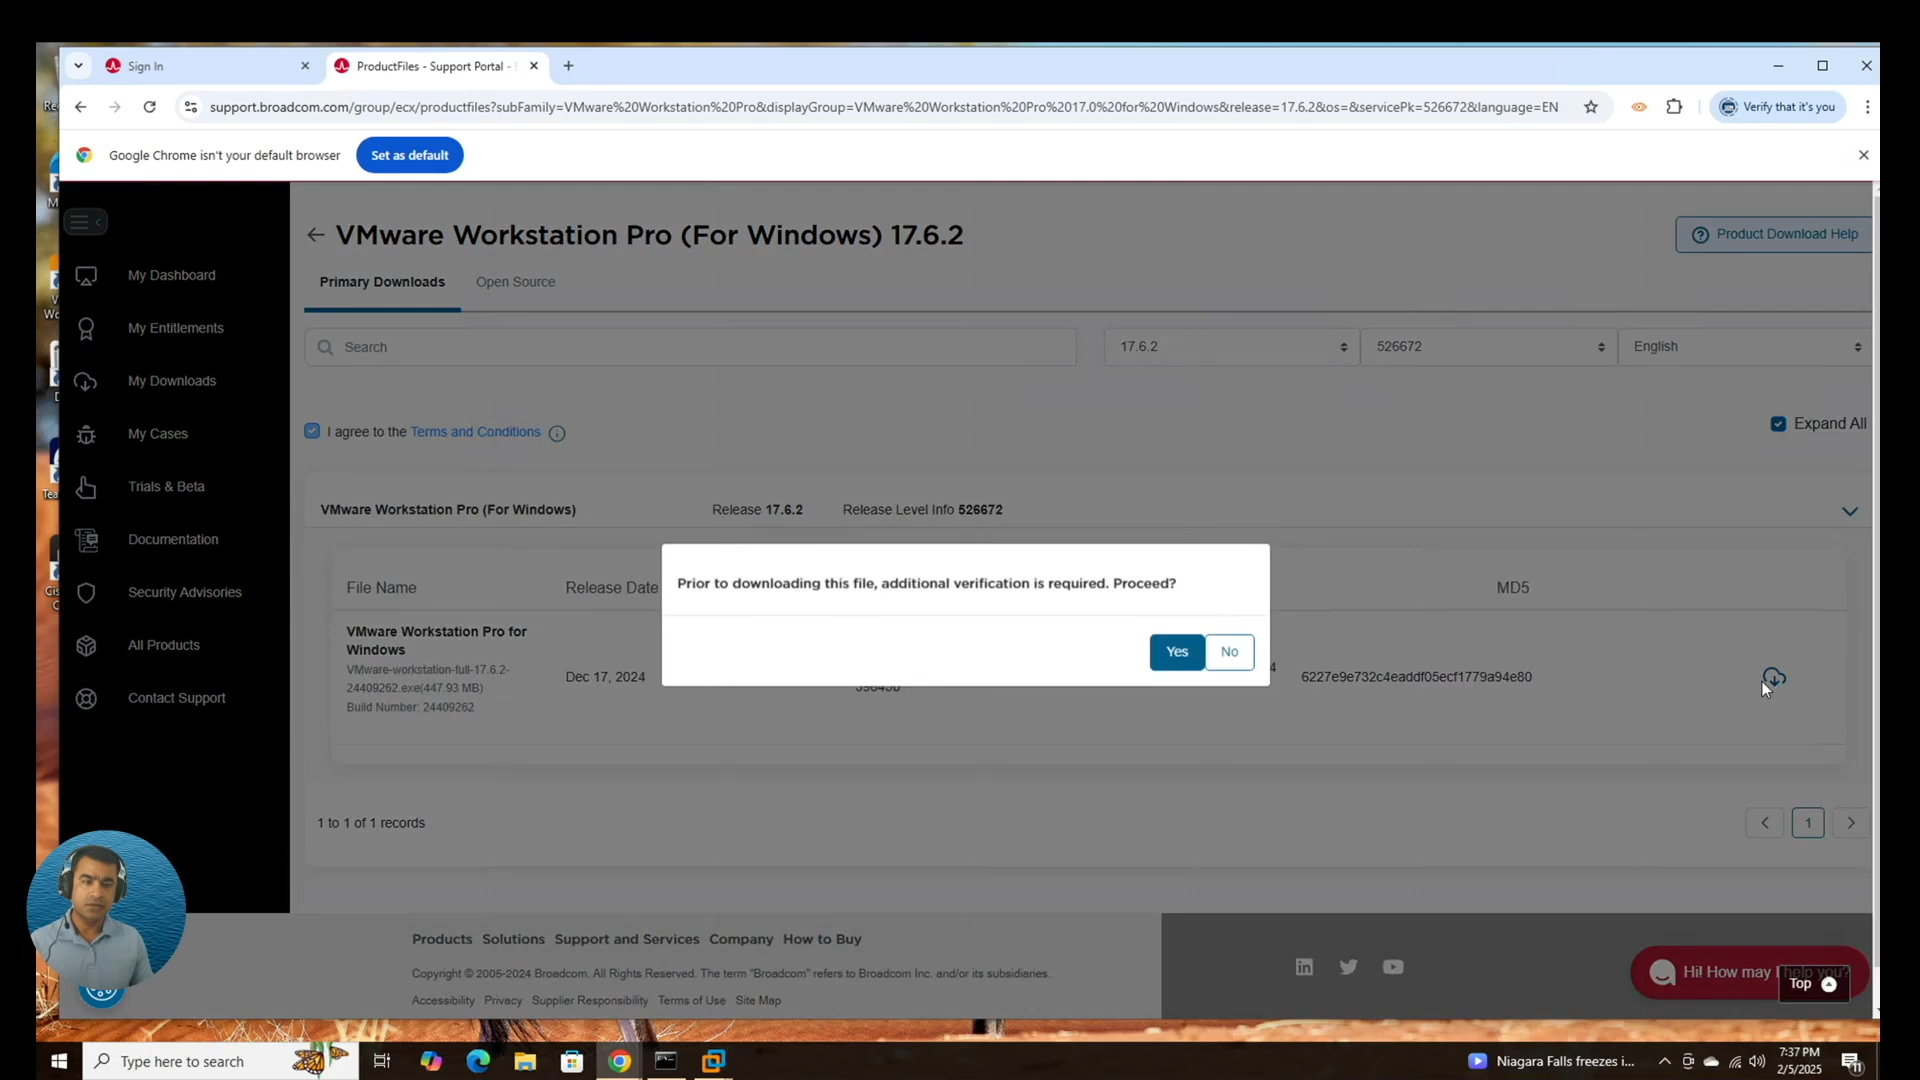 Sign In
ProductFiles - Support Portal -
support.broadcom.com/group/ecx/productfiles?subFamily=VMware%20Workstation%20Pro&displayGroup=VMware%20Workstation%20Pro%2017.0%20for%20Windows&release=17.6.2&os=&servicePk=526672&language=EN
Verify that it's you
Google Chrome isn't your default browser
Set as default
VMware Workstation Pro (For Windows) 17.6.2
Product Download Help
Primary Downloads
Open Source
Search
17.6.2
526672
English
I agree to the Terms and Conditions
Expand All
My Dashboard
My Entitlements
My Downloads
My Cases
Trials & Beta
Documentation
Security Advisories
All Products
Contact Support
VMware Workstation Pro (For Windows)
Release 17.6.2
Release Level Info 526672
File Name
Release Date
MD5
VMware Workstation Pro for
Windows
VMware-workstation-full-17.6.2-
24409262.exe(447.93 MB)
Build Number: 24409262
Dec 17, 2024
6227e9e732c4eaddf05ecf1779a94e80
Prior to downloading this file, additional verification is required. Proceed?
Yes
No
1 to 1 of 1 records
1
Products Solutions Support and Services Company How to Buy
Copyright © 2005-2024 Broadcom. All Rights Reserved. The term "Broadcom" refers to Broadcom Inc. and/or its subsidiaries.
Accessibility Privacy Supplier Responsibility Terms of Use Site Map
Hi! How may I help you?
Top
Type here to search
Niagara Falls freezes i...
7:37 PM
2/5/2025
11